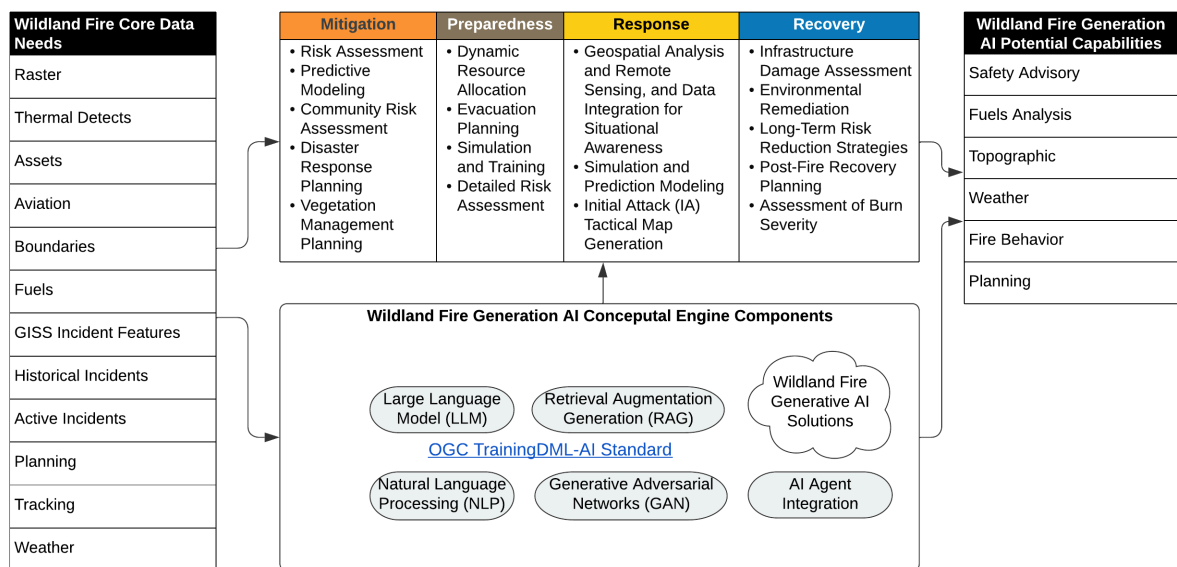 Wildland Fire Core Data
Needs
Raster
Thermal Detects
Assets
Aviation
Boundaries
Fuels
GISS Incident Features
Historical Incidents
Active Incidents
Planning
Tracking
Weather
Mitigation
• Risk Assessment
• Predictive
Modeling
• Community Risk
Assessment
• Disaster
Response
Planning
• Vegetation
Management
Planning
Preparedness
• Dynamic
Resource
Allocation
• Evacuation
Planning
• Simulation
and Training
• Detailed Risk
Assessment
Response
• Geospatial Analysis
and Remote
Sensing, and Data
Integration for
Situational
Awareness
• Simulation and
Prediction Modeling
• Initial Attack (IA)
Tactical Map
Generation
Recovery
• Infrastructure
Damage Assessment
• Environmental
Remediation
• Long-Term Risk
Reduction Strategies
• Post-Fire Recovery
Planning
• Assessment of Burn
Severity
Wildland Fire Generation AI Conceputal Engine Components
Large Language
Model (LLM)
Retrieval Augmentation
Generation (RAG)
Wildland Fire
Generative AI
Solutions
OGC TrainingDML-AI Standard
Natural Language
Processing (NLP)
Generative Adversarial
Networks (GAN)
AI Agent
Integration
Wildland Fire Generation
AI Potential Capabilities
Safety Advisory
Fuels Analysis
Topographic
Weather
Fire Behavior
Planning